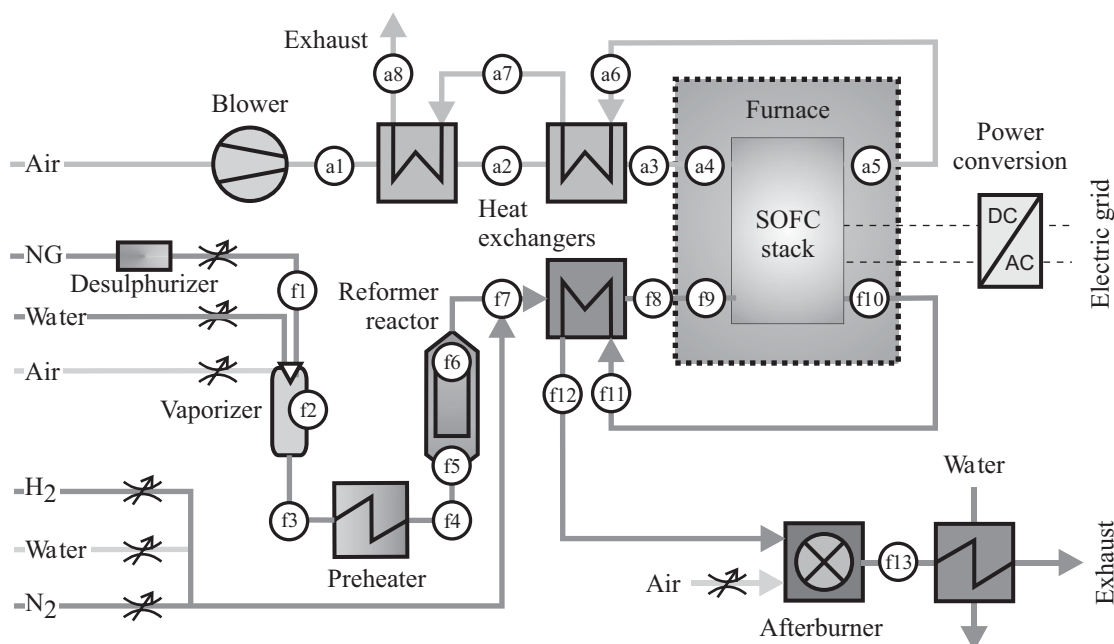 Exhaust
a8
a7
a6
Blower
Furnace
Power
conversion
Air
a1
a2
a3
a4
a5
Heat
exchangers
SOFC
stack
DC
AC
Electric grid
NG
Desulphurizer
f1
Reformer
reactor
f7
f8
f9
f10
Water
f6
Air
Vaporizer
f2
f12
f11
f5
H2
f3
f4
Water
Water
Preheater
f13
N2
Air
Afterburner
Exhaust